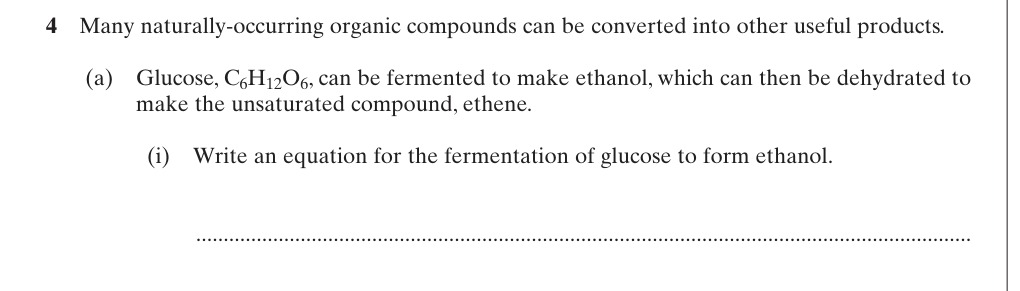 4 Many naturally-occurring organic compounds can be converted into other useful products.
(a) Glucose, C₆H₁₂O₆, can be fermented to make ethanol, which can then be dehydrated to
make the unsaturated compound, ethene.
(i) Write an equation for the fermentation of glucose to form ethanol.